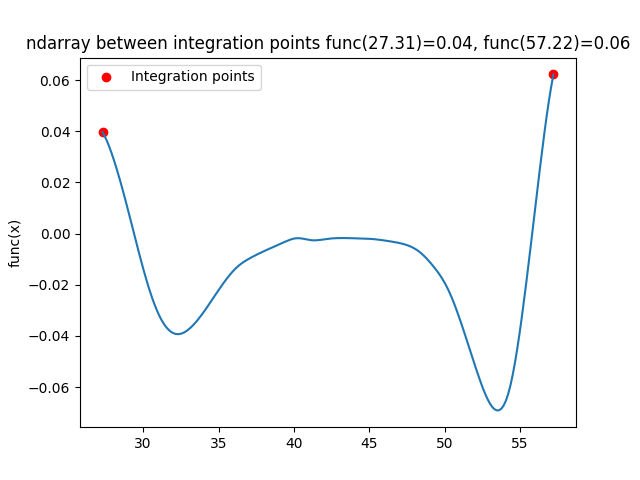 ndarray between integration points func(27.31)=0.04, func(57.22)=0.06
Integration points
func(x)
0.06
0.04
0.02
0.00
−0.02
−0.04
−0.06
30 35 40 45 50 55